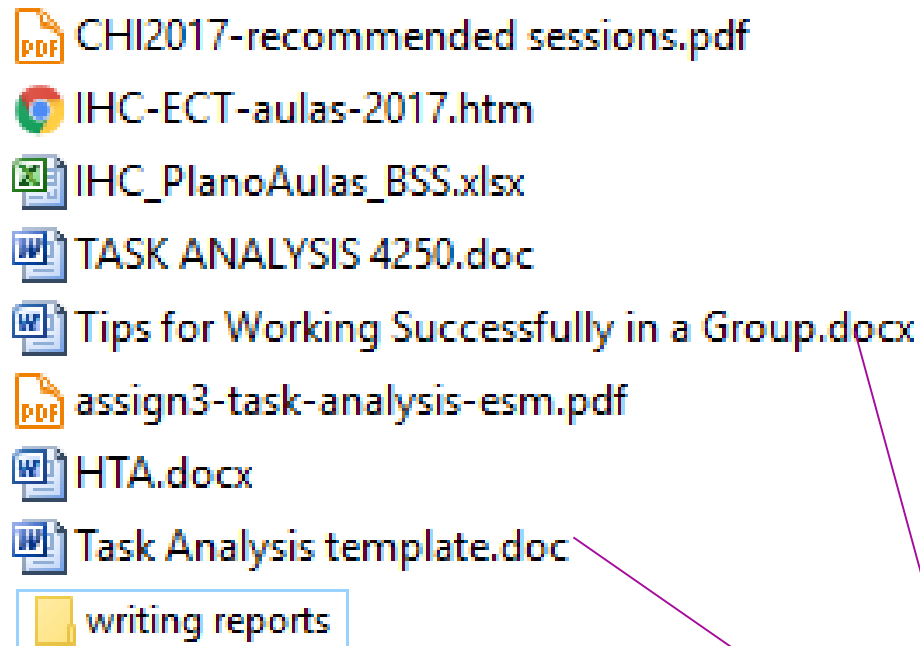 CHI2017-recommended sessions.pdf
IHC-ECT-aulas-2017.htm
IHC_PlanoAulas_BSS.xlsx
TASK ANALYSIS 4250.doc
Tips for Working Successfully in a Group.docx
assign3-task-analysis-esm.pdf
HTA.docx
Task Analysis template.doc
writing reports